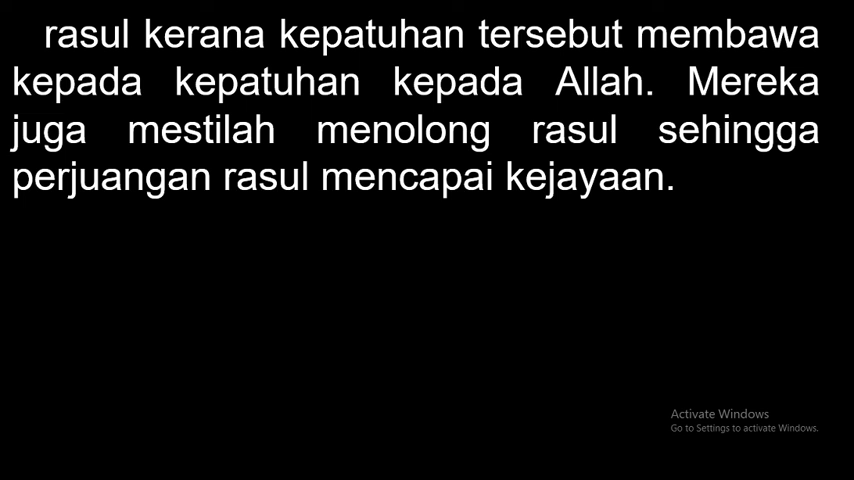 rasul kerana kepatuhan tersebut membawa
kepada kepatuhan kepada Allah. Mereka
juga mestilah menolong rasul sehingga
perjuangan rasul mencapai kejayaan.
Activate Windows
Go to Settings to activate Windows.